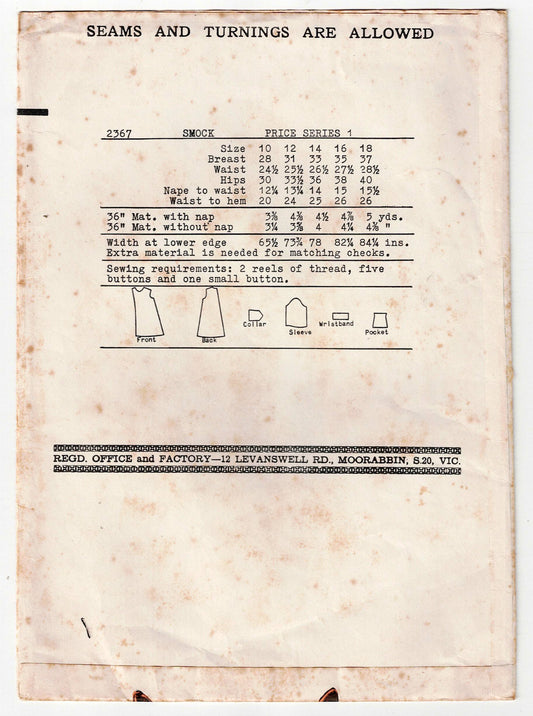 SEAMS AND TURNINGS ARE ALLOWED
2367 SMOCK PRICE SERIES 1
Size 10 12 14 16 18
Breast 28 31 33 35 37
Waist 24½ 25½ 26½ 27½ 28½
Hips 30 33½ 36 38 40
Nape to waist 12¼ 13¼ 14 15 15½
Waist to hem 20 24 25 26 26
36" Mat. with nap 3⅜ 4⅜ 4½ 4⅞ 5 yds.
36" Mat. without nap 3¼ 3⅞ 4 4¼ 4⅜ "
Width at lower edge 65½ 73¾ 78 82¼ 84¼ ins.
Extra material is needed for matching checks.
Sewing requirements: 2 reels of thread, five
buttons and one small button.
Front Back Collar Sleeve Wristband Pocket
REGD. OFFICE and FACTORY—12 LEVANSWELL RD., MOORABBIN, S.20, VIC.